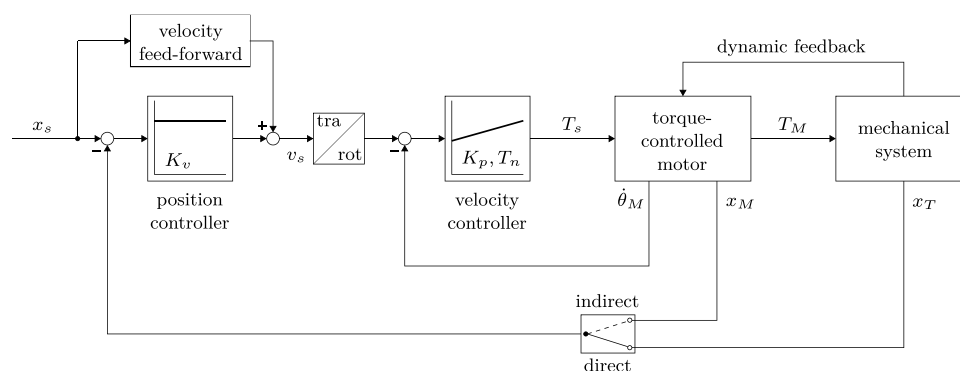 velocity
feed-forward
dynamic feedback
x_s
K_v
position
controller
+
v_s
tra
rot
K_p, T_n
velocity
controller
T_s
torque-
controlled
motor
T_M
mechanical
system
θ̇_M
x_M
x_T
indirect
direct